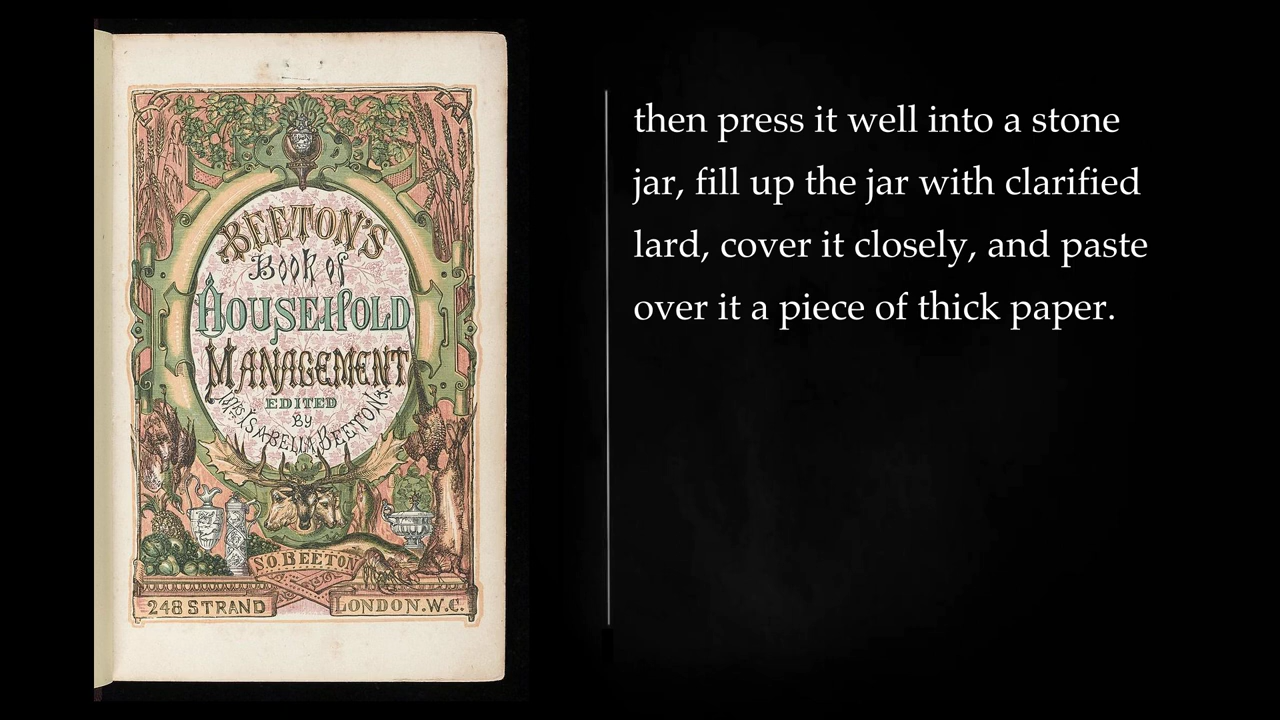 BEETON'S
Book of
HOUSEHOLD
MANAGEMENT
EDITED
By
MRS ISABELLA BEETON
S.O. BEETON
248 STRAND
LONDON. W.C.
then press it well into a stone
jar, fill up the jar with clarified
lard, cover it closely, and paste
over it a piece of thick paper.